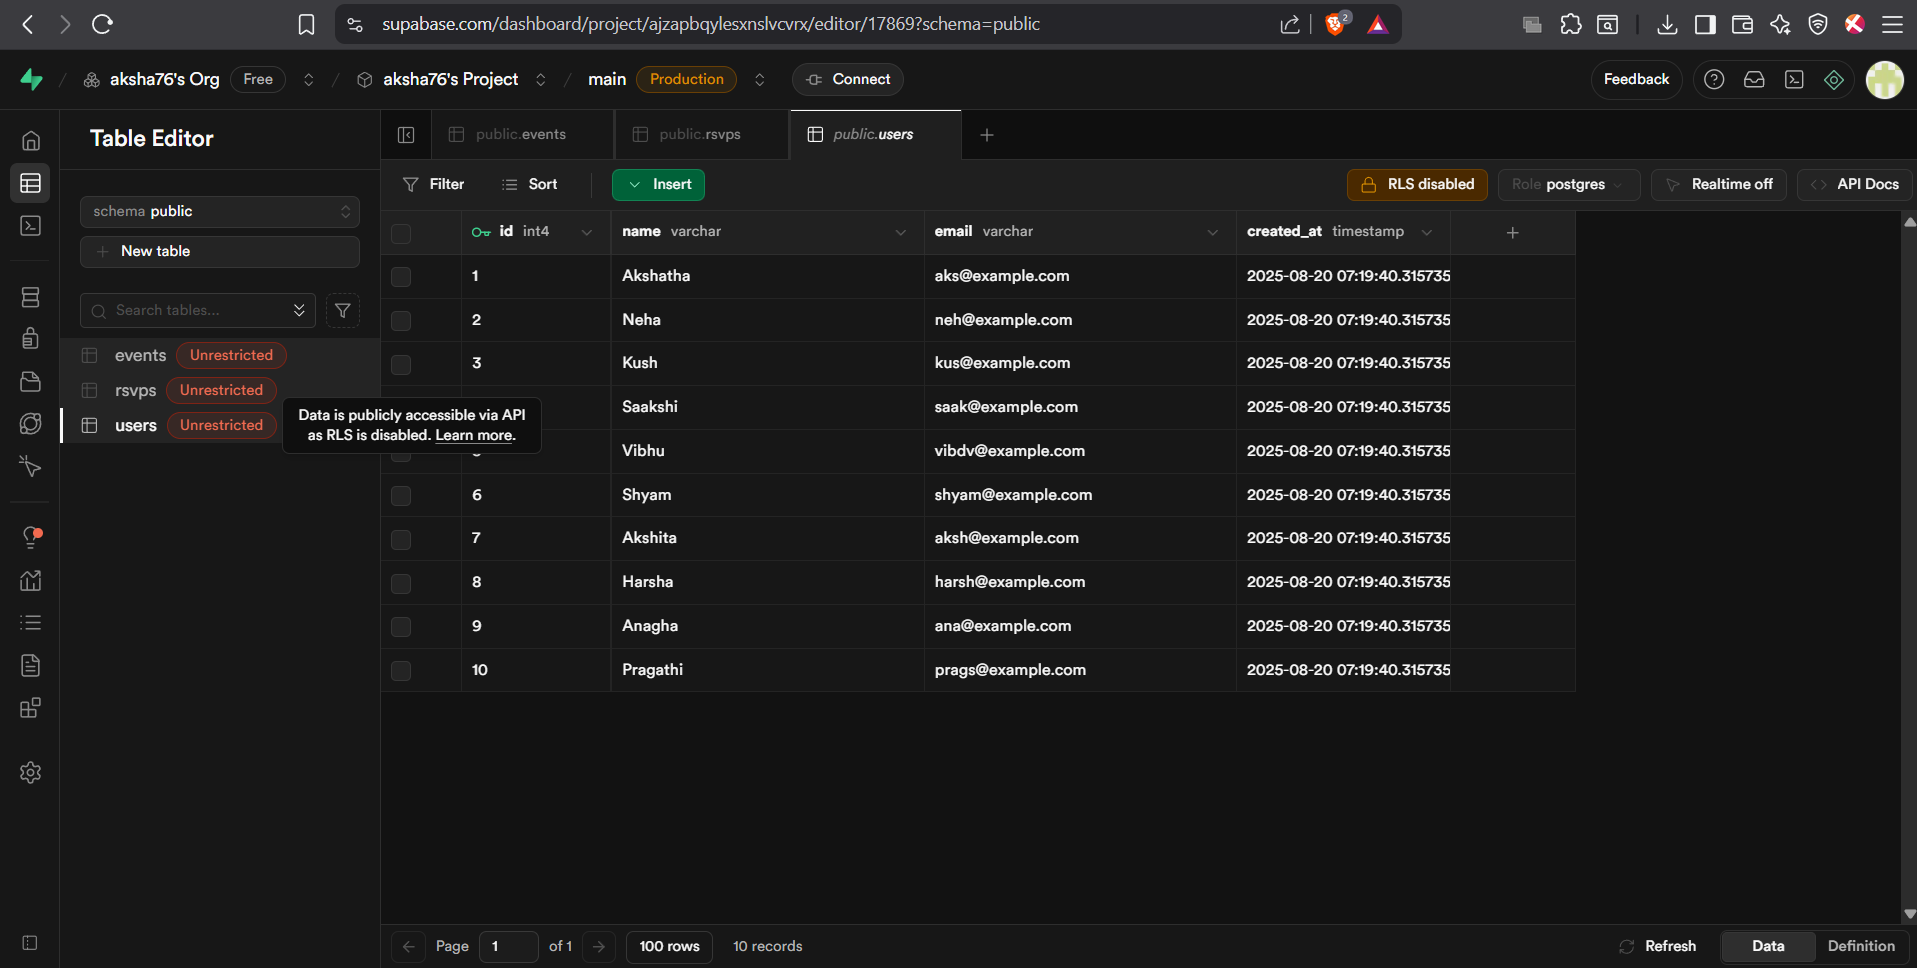 supabase.com/dashboard/project/ajzapbqylesxnslvcvrx/editor/17869?schema=public
2
/ aksha76's Org Free / aksha76's Project / main Production Connect Feedback
Table Editor
public.events public.rsvps public.users
Filter Sort Insert RLS disabled Role postgres Realtime off API Docs
schema public
New table
Search tables...
events Unrestricted
rsvps Unrestricted
users Unrestricted
Data is publicly accessible via API
as RLS is disabled. Learn more.
id int4 name varchar email varchar created_at timestamp
1 Akshatha aks@example.com 2025-08-20 07:19:40.315735
2 Neha neh@example.com 2025-08-20 07:19:40.315735
3 Kush kus@example.com 2025-08-20 07:19:40.315735
Saakshi saak@example.com 2025-08-20 07:19:40.315735
Vibhu vibdv@example.com 2025-08-20 07:19:40.315735
6 Shyam shyam@example.com 2025-08-20 07:19:40.315735
7 Akshita aksh@example.com 2025-08-20 07:19:40.315735
8 Harsha harsh@example.com 2025-08-20 07:19:40.315735
9 Anagha ana@example.com 2025-08-20 07:19:40.315735
10 Pragathi prags@example.com 2025-08-20 07:19:40.315735
Page 1 of 1 100 rows 10 records Refresh Data Definition